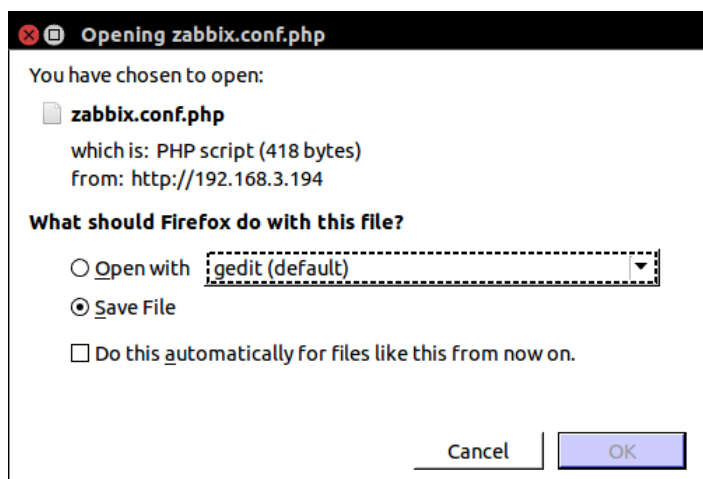 Opening zabbix.conf.php
You have chosen to open:
zabbix.conf.php
which is: PHP script (418 bytes)
from: http://192.168.3.194
What should Firefox do with this file?
Open with gedit (default)
Save File
Do this automatically for files like this from now on.
Cancel OK